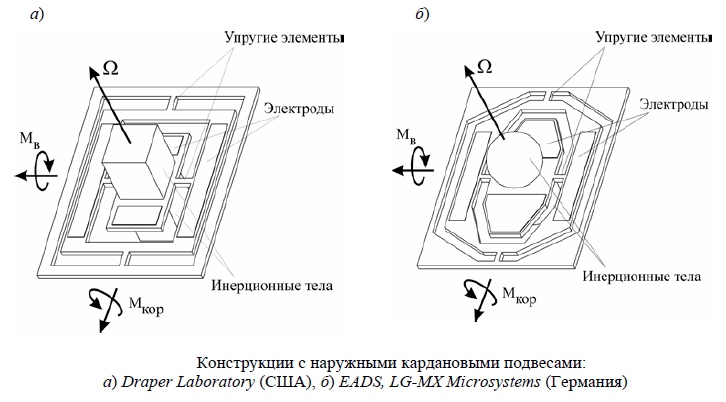 а)
Упругие элементы
Ω
Электроды
Мв
Инерционные тела
Мкор
б)
Упругие элементы
Ω
Электроды
Мв
Инерционные тела
Мкор
Конструкции с наружными кардановыми подвесами:
а) Draper Laboratory (США), б) EADS, LG-MX Microsystems (Германия)